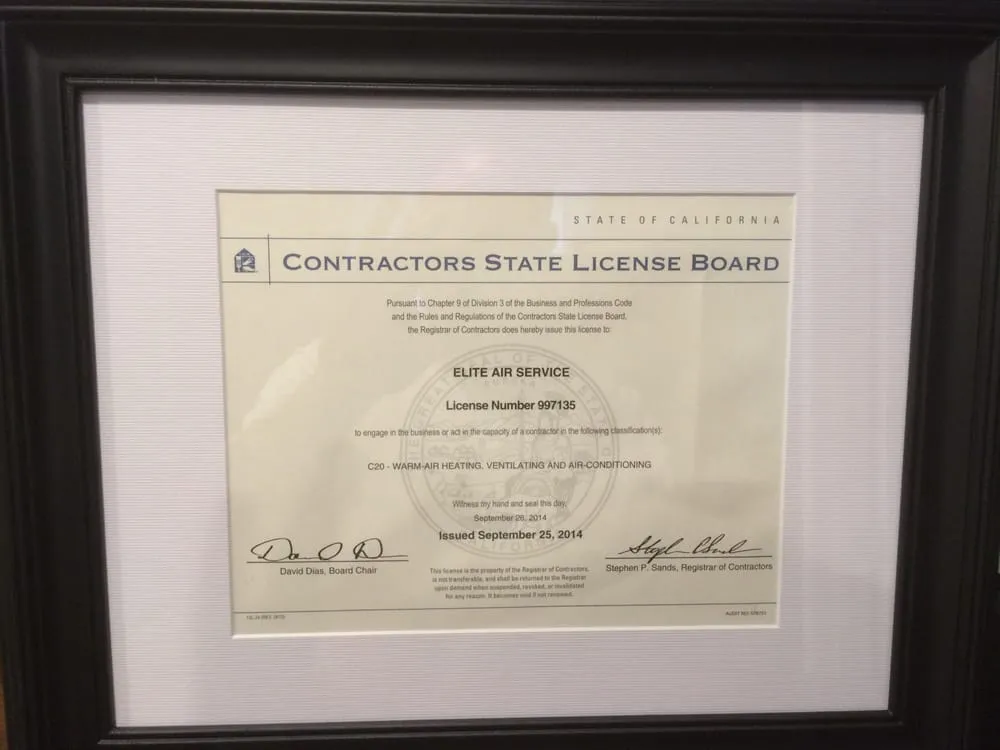 STATE OF CALIFORNIA
CONTRACTORS STATE LICENSE BOARD
Pursuant to Chapter 9 of Division 3 of the Business and Professions Code
and the Rules and Regulations of the Contractors State License Board,
the Registrar of Contractors does hereby issue this license to:
ELITE AIR SERVICE
License Number 997135
to engage in the business or act in the capacity of a contractor in the following classification(s):
C20 - WARM-AIR HEATING, VENTILATING AND AIR-CONDITIONING
Witness my hand and seal this day,
September 26, 2014
Issued September 25, 2014
David Dias, Board Chair
Stephen P. Sands, Registrar of Contractors
This license is the property of the Registrar of Contractors,
is not transferable, and shall be returned to the Registrar
upon demand when suspended, revoked, or invalidated
for any reason. It becomes void if not renewed.
AUDIT NO: